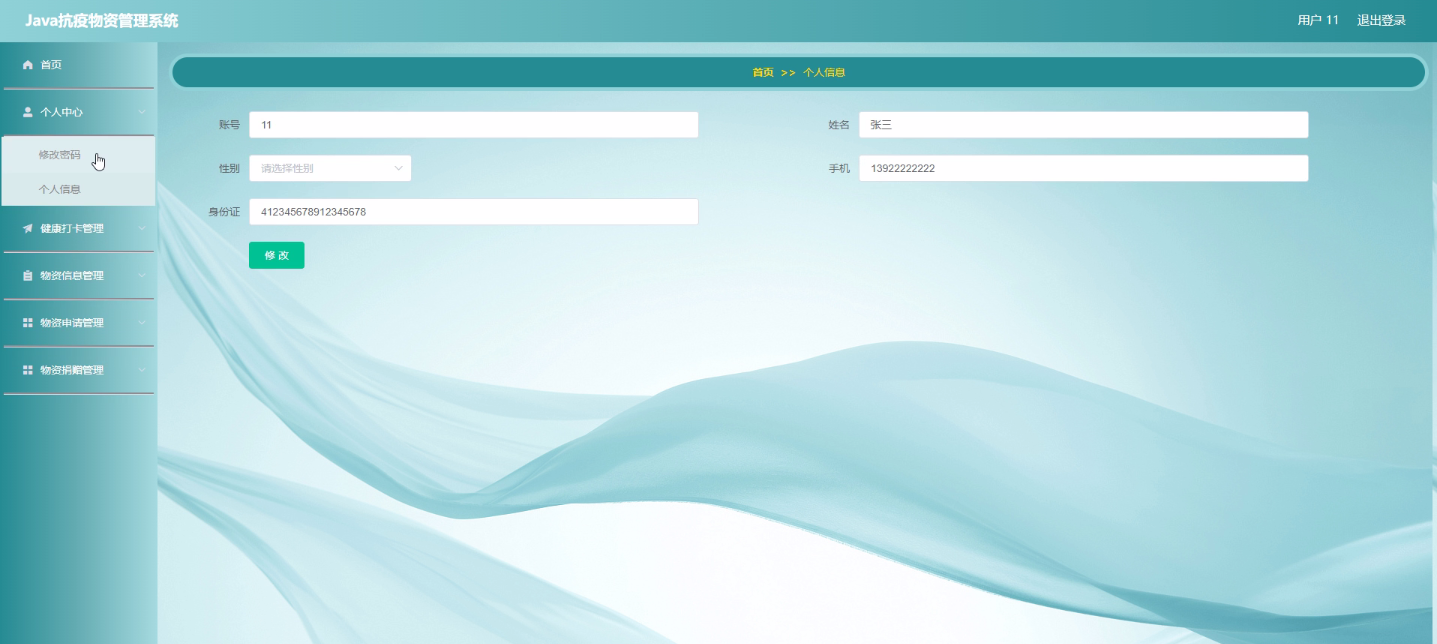 Java抗疫物资管理系统
用户 11 退出登录
首页
个人中心
修改密码
个人信息
健康打卡管理
物资信息管理
物资申请管理
物资捐赠管理
首页 >> 个人信息
账号 11
姓名 张三
性别 请选择性别
手机 13922222222
身份证 412345678912345678
修 改